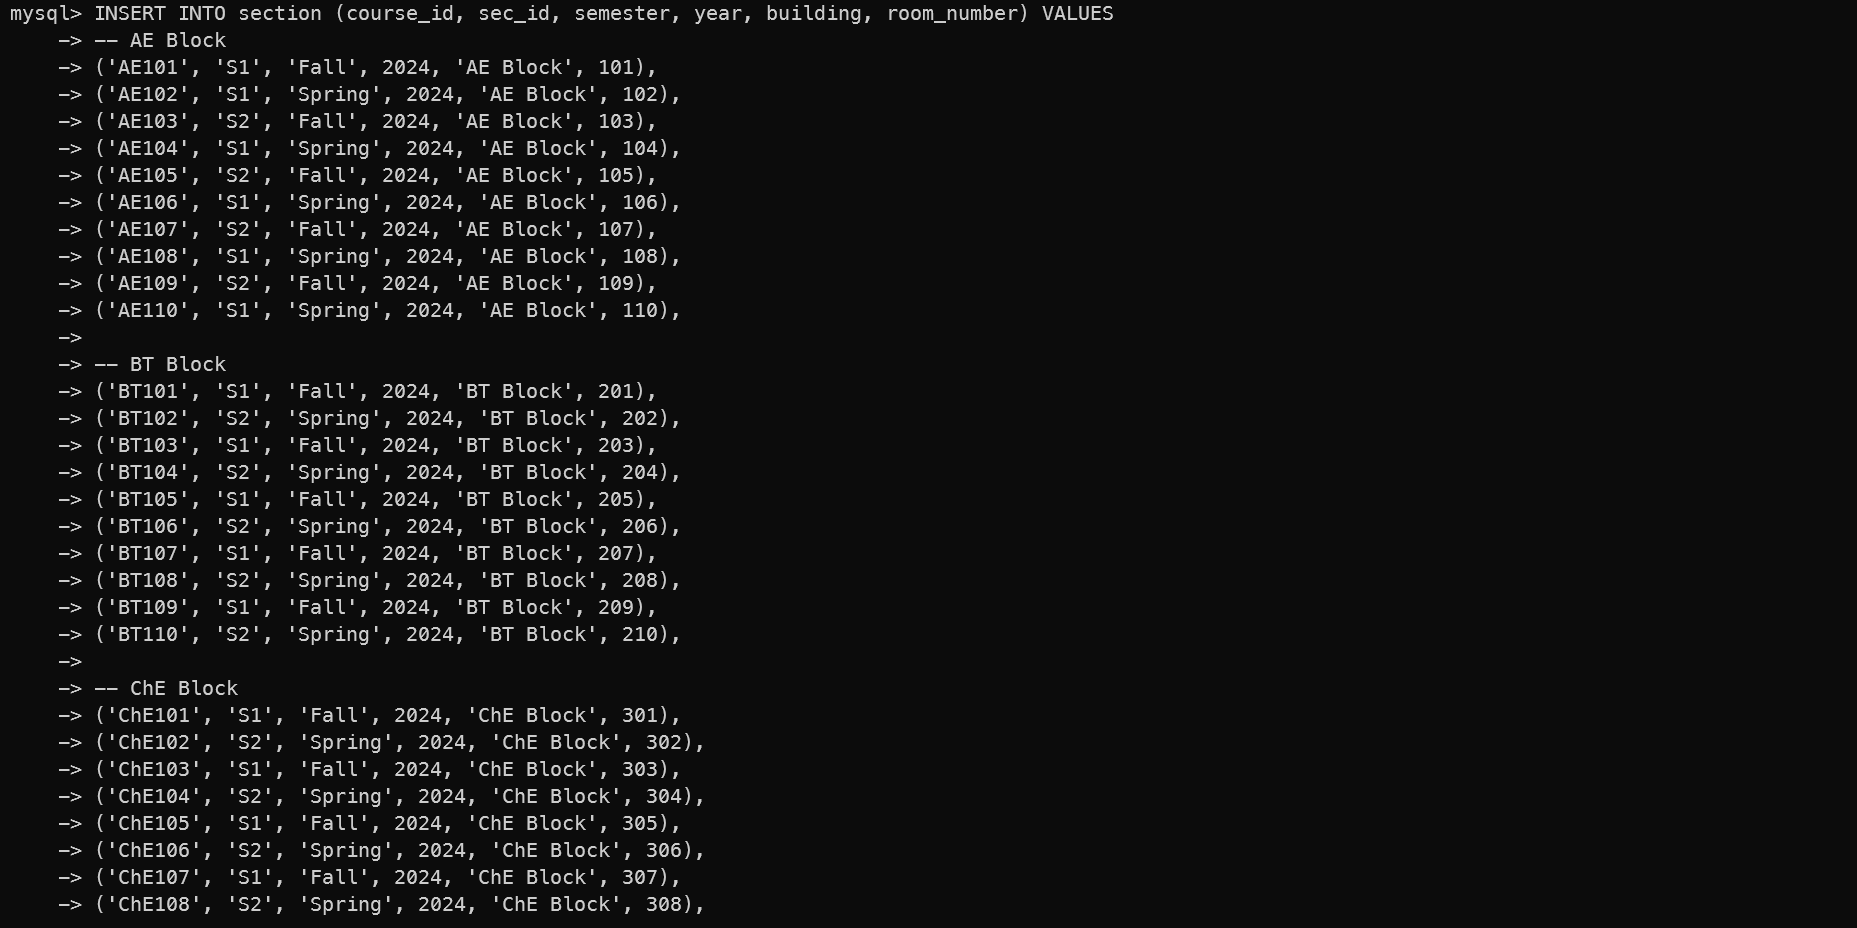 mysql> INSERT INTO section (course_id, sec_id, semester, year, building, room_number) VALUES
    -> -- AE Block
    -> ('AE101', 'S1', 'Fall', 2024, 'AE Block', 101),
    -> ('AE102', 'S1', 'Spring', 2024, 'AE Block', 102),
    -> ('AE103', 'S2', 'Fall', 2024, 'AE Block', 103),
    -> ('AE104', 'S1', 'Spring', 2024, 'AE Block', 104),
    -> ('AE105', 'S2', 'Fall', 2024, 'AE Block', 105),
    -> ('AE106', 'S1', 'Spring', 2024, 'AE Block', 106),
    -> ('AE107', 'S2', 'Fall', 2024, 'AE Block', 107),
    -> ('AE108', 'S1', 'Spring', 2024, 'AE Block', 108),
    -> ('AE109', 'S2', 'Fall', 2024, 'AE Block', 109),
    -> ('AE110', 'S1', 'Spring', 2024, 'AE Block', 110),
    ->
    -> -- BT Block
    -> ('BT101', 'S1', 'Fall', 2024, 'BT Block', 201),
    -> ('BT102', 'S2', 'Spring', 2024, 'BT Block', 202),
    -> ('BT103', 'S1', 'Fall', 2024, 'BT Block', 203),
    -> ('BT104', 'S2', 'Spring', 2024, 'BT Block', 204),
    -> ('BT105', 'S1', 'Fall', 2024, 'BT Block', 205),
    -> ('BT106', 'S2', 'Spring', 2024, 'BT Block', 206),
    -> ('BT107', 'S1', 'Fall', 2024, 'BT Block', 207),
    -> ('BT108', 'S2', 'Spring', 2024, 'BT Block', 208),
    -> ('BT109', 'S1', 'Fall', 2024, 'BT Block', 209),
    -> ('BT110', 'S2', 'Spring', 2024, 'BT Block', 210),
    ->
    -> -- ChE Block
    -> ('ChE101', 'S1', 'Fall', 2024, 'ChE Block', 301),
    -> ('ChE102', 'S2', 'Spring', 2024, 'ChE Block', 302),
    -> ('ChE103', 'S1', 'Fall', 2024, 'ChE Block', 303),
    -> ('ChE104', 'S2', 'Spring', 2024, 'ChE Block', 304),
    -> ('ChE105', 'S1', 'Fall', 2024, 'ChE Block', 305),
    -> ('ChE106', 'S2', 'Spring', 2024, 'ChE Block', 306),
    -> ('ChE107', 'S1', 'Fall', 2024, 'ChE Block', 307),
    -> ('ChE108', 'S2', 'Spring', 2024, 'ChE Block', 308),